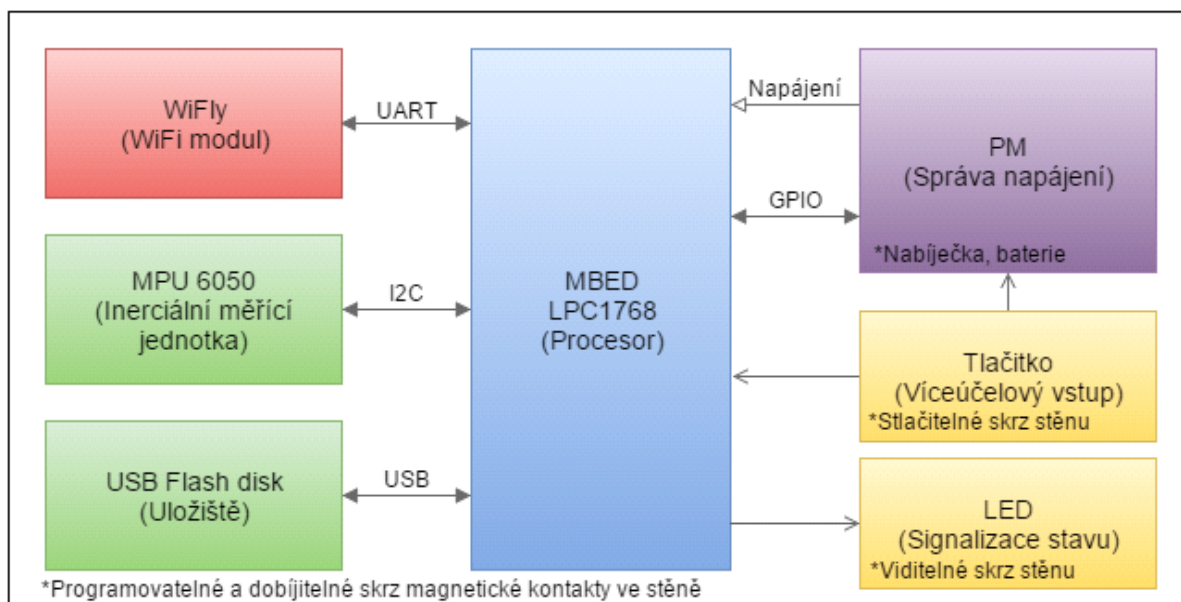 WiFly
(WiFi modul)
UART
MPU 6050
(Inerciální měřící
jednotka)
I2C
USB Flash disk
(Uložiště)
USB
MBED
LPC1768
(Procesor)
Napájení
GPIO
PM
(Správa napájení)
*Nabíječka, baterie
Tlačitko
(Víceúčelový vstup)
*Stlačitelné skrz stěnu
LED
(Signalizace stavu)
*Viditelné skrz stěnu
*Programovatelné a dobíjitelné skrz magnetické kontakty ve stěně